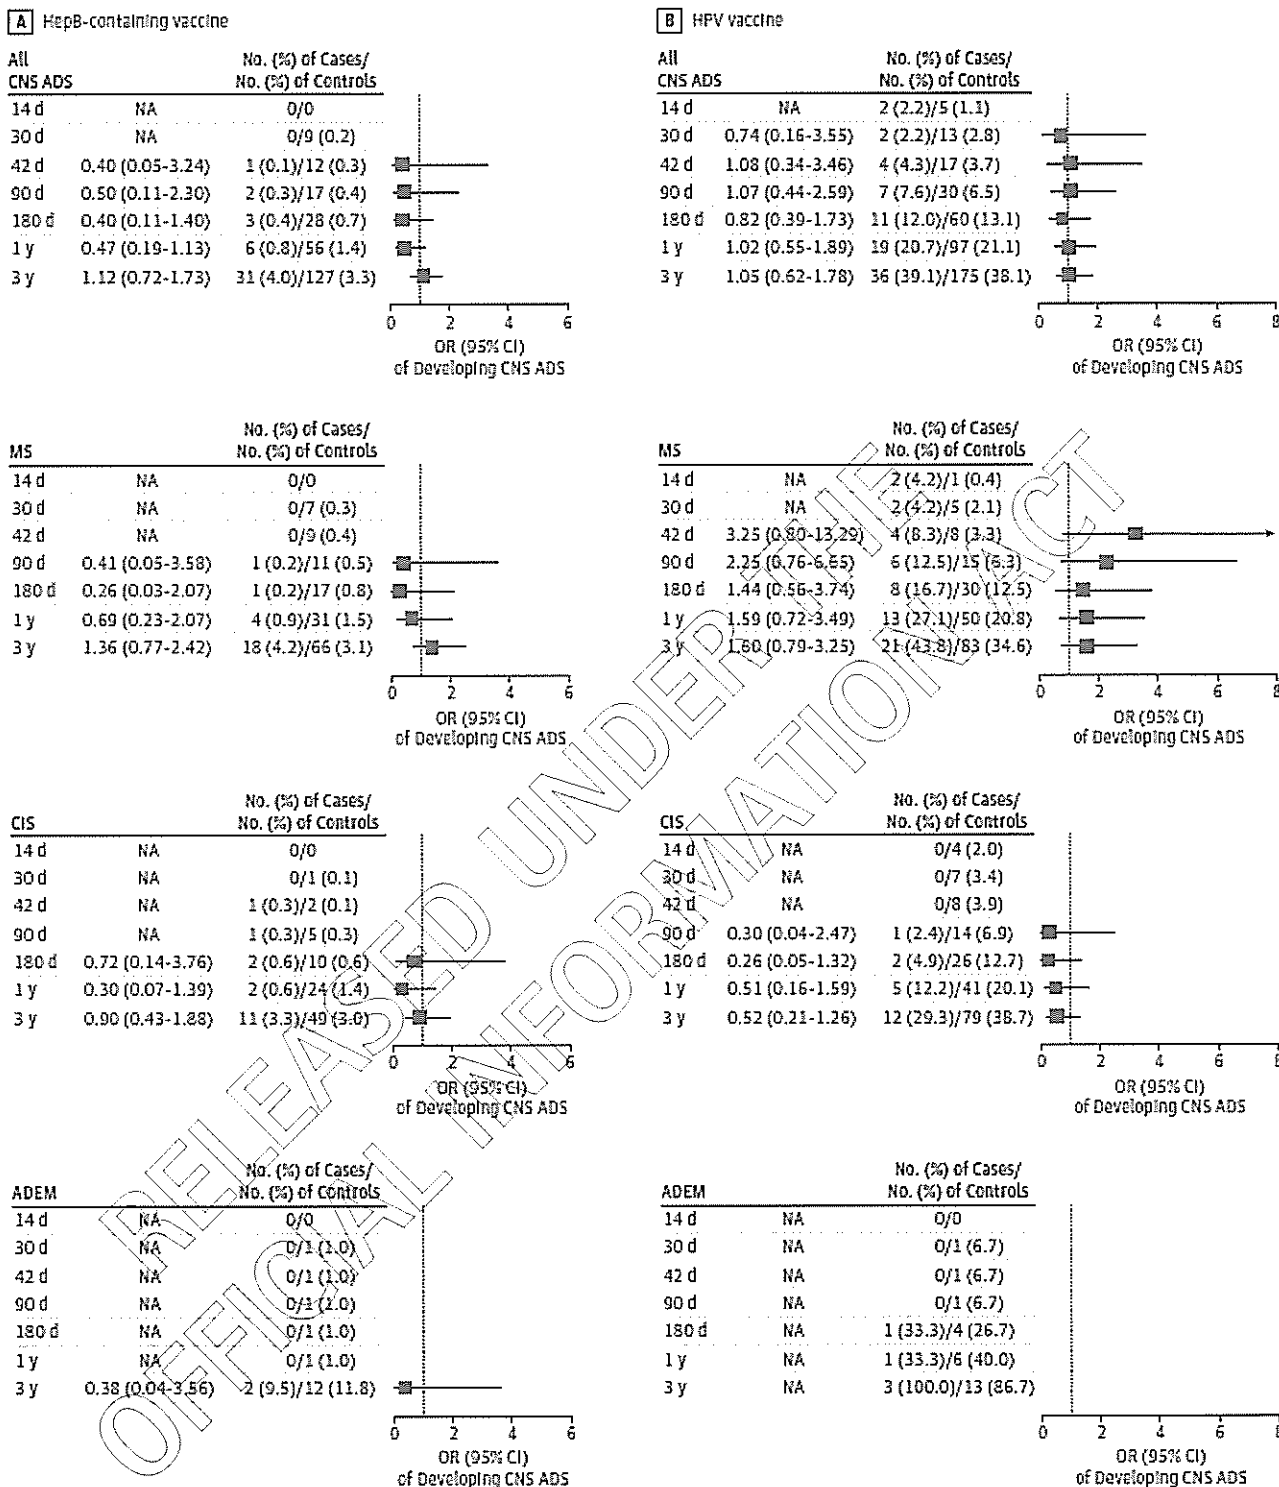 A HepB-containing vaccine
All
CNS ADS
No. (%) of Cases/
No. (%) of Controls
14 d NA 0/0
30 d NA 0/9 (0.2)
42 d 0.40 (0.05-3.24) 1 (0.1)/12 (0.3)
90 d 0.50 (0.11-2.30) 2 (0.3)/17 (0.4)
180 d 0.40 (0.11-1.40) 3 (0.4)/28 (0.7)
1 y 0.47 (0.19-1.13) 6 (0.8)/56 (1.4)
3 y 1.12 (0.72-1.73) 31 (4.0)/127 (3.3)
0 2 4 6
OR (95% CI)
of Developing CNS ADS
MS
No. (%) of Cases/
No. (%) of Controls
14 d NA 0/0
30 d NA 0/7 (0.3)
42 d NA 0/9 (0.4)
90 d 0.41 (0.05-3.58) 1 (0.2)/11 (0.5)
180 d 0.26 (0.03-2.07) 1 (0.2)/17 (0.8)
1 y 0.69 (0.23-2.07) 4 (0.9)/31 (1.5)
3 y 1.36 (0.77-2.42) 18 (4.2)/66 (3.1)
0 2 4 6
OR (95% CI)
of Developing CNS ADS
CIS
No. (%) of Cases/
No. (%) of Controls
14 d NA 0/0
30 d NA 0/1 (0.1)
42 d NA 1 (0.3)/2 (0.1)
90 d NA 1 (0.3)/5 (0.3)
180 d 0.72 (0.14-3.76) 2 (0.6)/10 (0.6)
1 y 0.30 (0.07-1.39) 2 (0.6)/24 (1.4)
3 y 0.90 (0.43-1.88) 11 (3.3)/49 (3.0)
0 2 4 6
OR (95% CI)
of Developing CNS ADS
ADEM
No. (%) of Cases/
No. (%) of Controls
14 d NA 0/0
30 d NA 0/1 (1.0)
42 d NA 0/1 (1.0)
90 d NA 0/1 (1.0)
180 d NA 0/1 (1.0)
1 y NA 0/1 (1.0)
3 y 0.38 (0.04-3.56) 2 (9.5)/12 (11.8)
0 2 4 6
OR (95% CI)
of Developing CNS ADS
B HPV vaccine
All
CNS ADS
No. (%) of Cases/
No. (%) of Controls
14 d NA 2 (2.2)/5 (1.1)
30 d 0.74 (0.16-3.55) 2 (2.2)/13 (2.8)
42 d 1.08 (0.34-3.46) 4 (4.3)/17 (3.7)
90 d 1.07 (0.44-2.59) 7 (7.6)/30 (6.5)
180 d 0.82 (0.39-1.73) 11 (12.0)/60 (13.1)
1 y 1.02 (0.55-1.89) 19 (20.7)/97 (21.1)
3 y 1.05 (0.62-1.78) 36 (39.1)/175 (38.1)
0 2 4 6 8
OR (95% CI)
of Developing CNS ADS
MS
No. (%) of Cases/
No. (%) of Controls
14 d NA 2 (4.2)/1 (0.4)
30 d NA 2 (4.2)/5 (2.1)
42 d 3.25 (0.80-13.29) 4 (8.3)/8 (3.3)
90 d 2.25 (0.76-6.65) 6 (12.5)/15 (6.3)
180 d 1.44 (0.56-3.74) 8 (16.7)/30 (12.5)
1 y 1.59 (0.72-3.49) 13 (27.1)/50 (20.8)
3 y 1.60 (0.79-3.25) 21 (43.8)/83 (34.6)
0 2 4 6 8
OR (95% CI)
of Developing CNS ADS
CIS
No. (%) of Cases/
No. (%) of Controls
14 d NA 0/4 (2.0)
30 d NA 0/7 (3.4)
42 d NA 0/8 (3.9)
90 d 0.30 (0.04-2.47) 1 (2.4)/14 (6.9)
180 d 0.26 (0.05-1.32) 2 (4.9)/26 (12.7)
1 y 0.51 (0.16-1.59) 5 (12.2)/41 (20.1)
3 y 0.52 (0.21-1.26) 12 (29.3)/79 (38.7)
0 2 4 6 8
OR (95% CI)
of Developing CNS ADS
ADEM
No. (%) of Cases/
No. (%) of Controls
14 d NA 0/0
30 d NA 0/1 (6.7)
42 d NA 0/1 (6.7)
90 d NA 0/1 (6.7)
180 d NA 1 (33.3)/4 (26.7)
1 y NA 1 (33.3)/6 (40.0)
3 y NA 3 (100.0)/13 (86.7)
0 2 4 6 8
OR (95% CI)
of Developing CNS ADS
RELEASED UNDER THE
OFFICIAL INFORMATION ACT